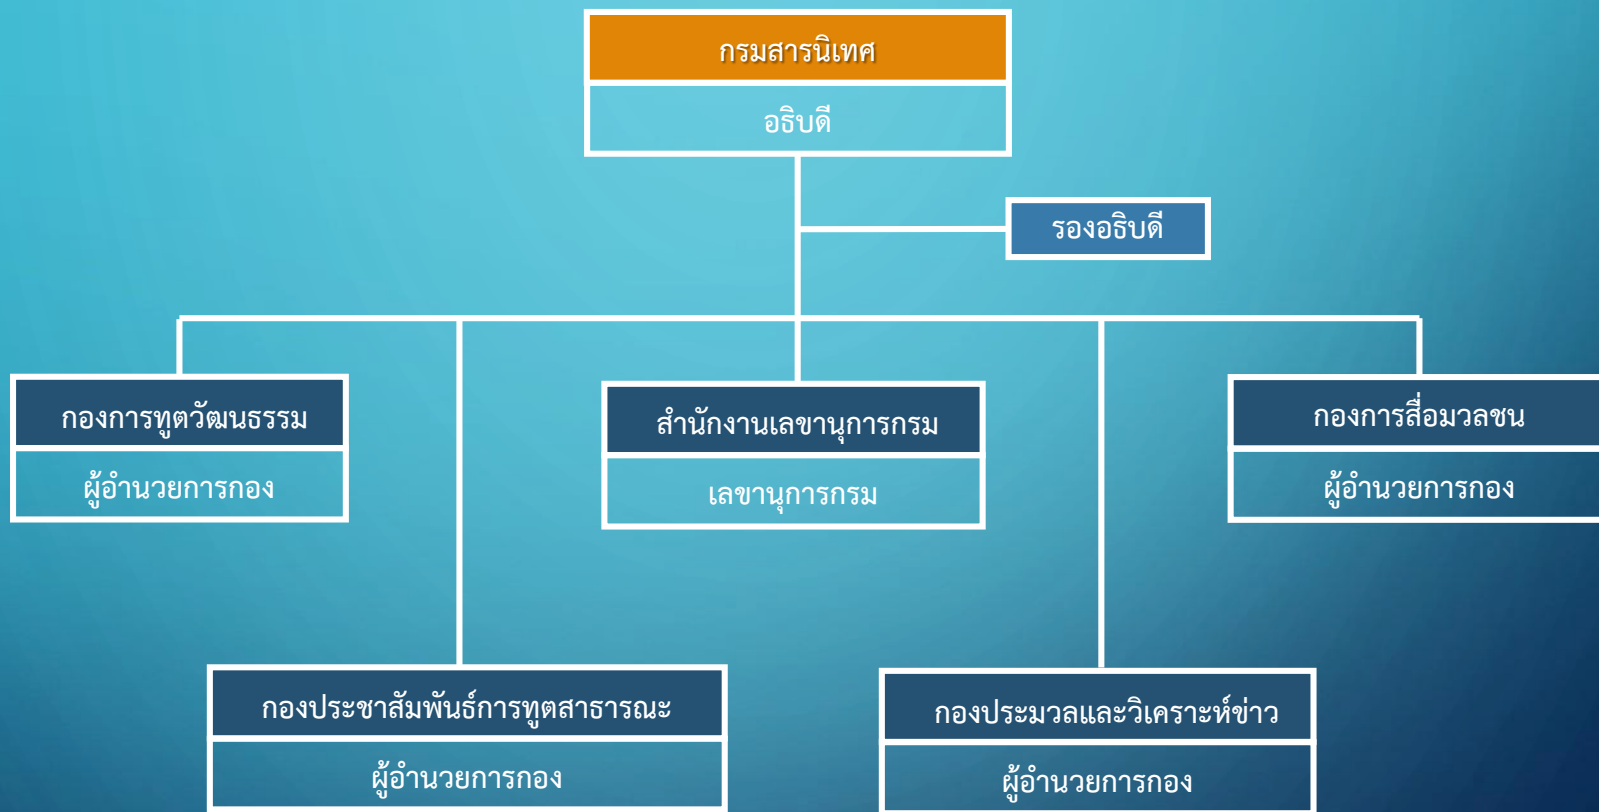 กรมสารนิเทศ
อธิบดี
รองอธิบดี
กองการทูตวัฒนธรรม
ผู้อำนวยการกอง
สำนักงานเลขานุการกรม
เลขานุการกรม
กองการสื่อมวลชน
ผู้อำนวยการกอง
กองประชาสัมพันธ์การทูตสาธารณะ
ผู้อำนวยการกอง
กองประมวลและวิเคราะห์ข่าว
ผู้อำนวยการกอง